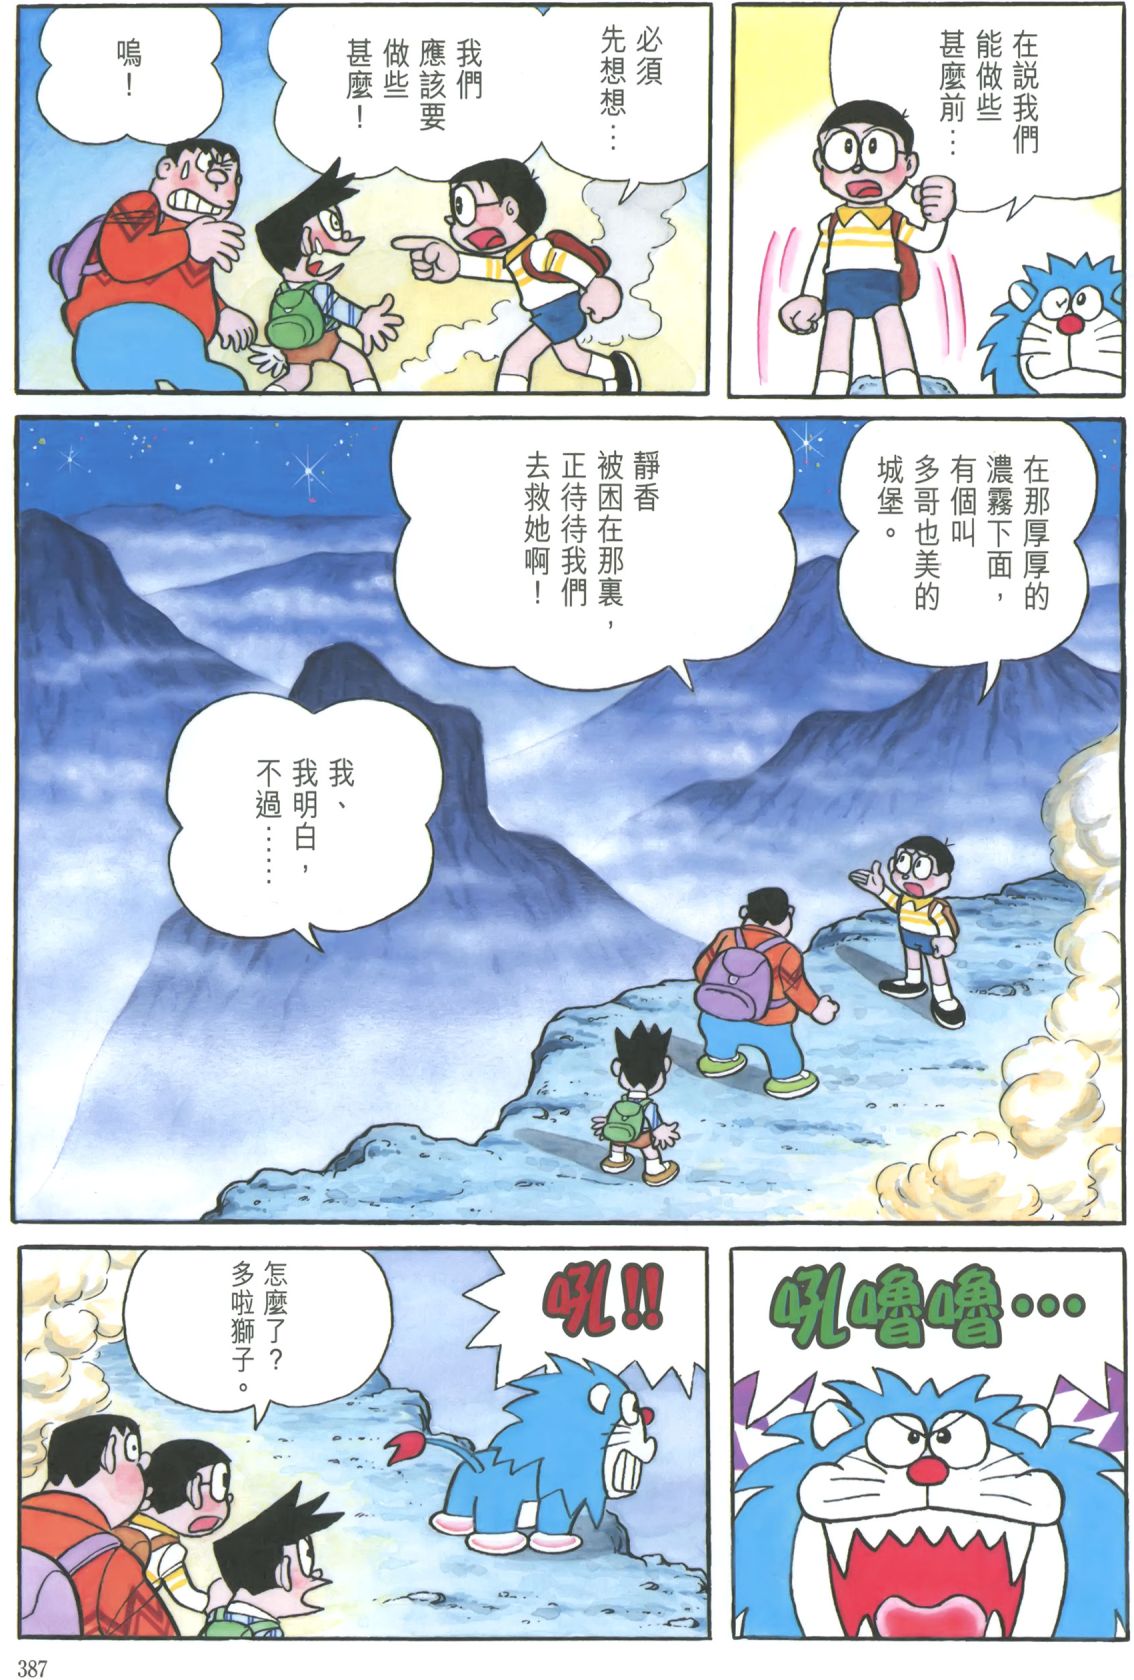 在説我們
能做些
甚麼前…
必須
先想想…
我們
應該要
做些
甚麼！
嗚！
在那厚厚的
濃霧下面，
有個叫
多哥也美的
城堡。
靜香
被困在那裏，
正待待我們
去救她啊！
我、
我明白，
不過……
吼嚕嚕…
吼!!
怎麼了？
多啦獅子。
387